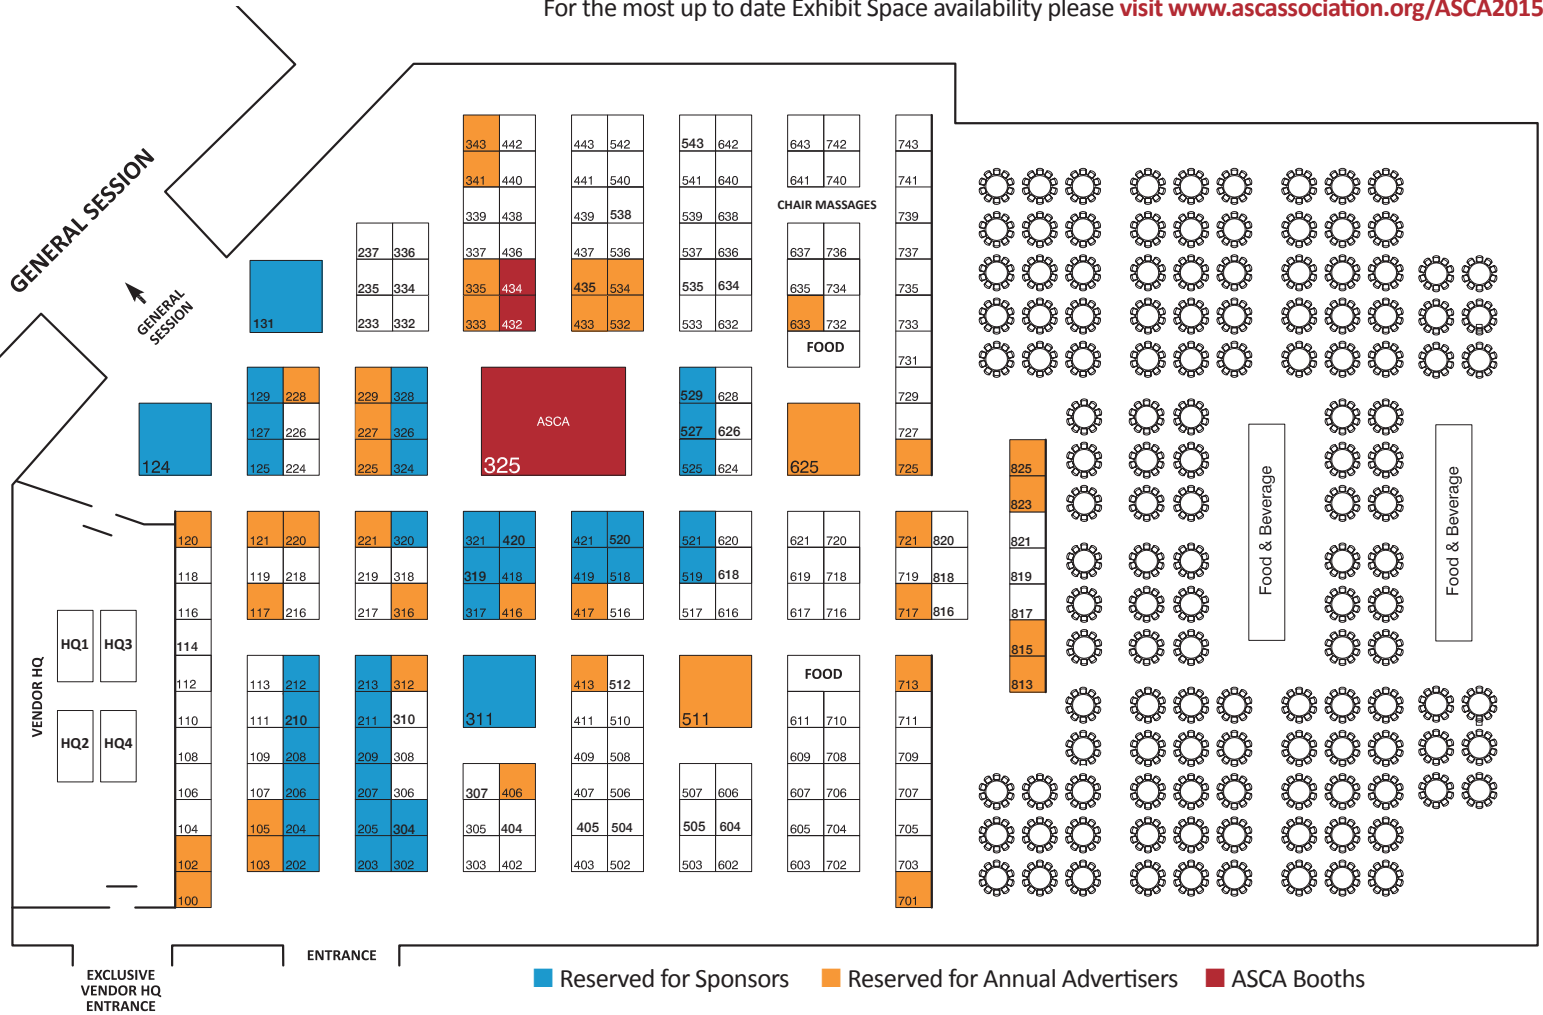 For the most up to date Exhibit Space availability please visit www.ascassociation.org/ASCA2015
GENERAL SESSION
GENERAL
SESSION
343 442 443 542 543 642 643 742 743
341 440 441 540 541 640 641 740 741
CHAIR MASSAGES
339 438 439 538 539 638 739
237 336 337 436 437 536 537 636 637 736 737
235 334 335 434 435 534 535 634 635 734 735
131 233 332 333 432 433 532 533 632 633 732 733
FOOD
731
129 228 229 328 529 628 729
ASCA
127 226 227 326 527 626 727
124 125 224 225 324 325 525 624 625 725
825
823
120 121 220 221 320 321 420 421 520 521 620 621 720 721 820 821
118 119 218 219 318 319 418 419 518 519 618 619 718 719 818 819
116 117 216 217 316 317 416 417 516 517 616 617 716 717 816 817
Food & Beverage
Food & Beverage
HQ1 HQ3
114 815
VENDOR HQ
FOOD
112 113 212 213 312 413 512 713 813
110 111 210 211 310 311 411 510 511 611 710 711
HQ2 HQ4
108 109 208 209 308 409 508 609 708 709
106 107 206 207 306 307 406 407 506 507 606 607 706 707
104 105 204 205 304 305 404 405 504 505 604 605 704 705
102 103 202 203 302 303 402 403 502 503 602 603 702 703
100 701
ENTRANCE
EXCLUSIVE
VENDOR HQ
ENTRANCE
Reserved for Sponsors Reserved for Annual Advertisers ASCA Booths